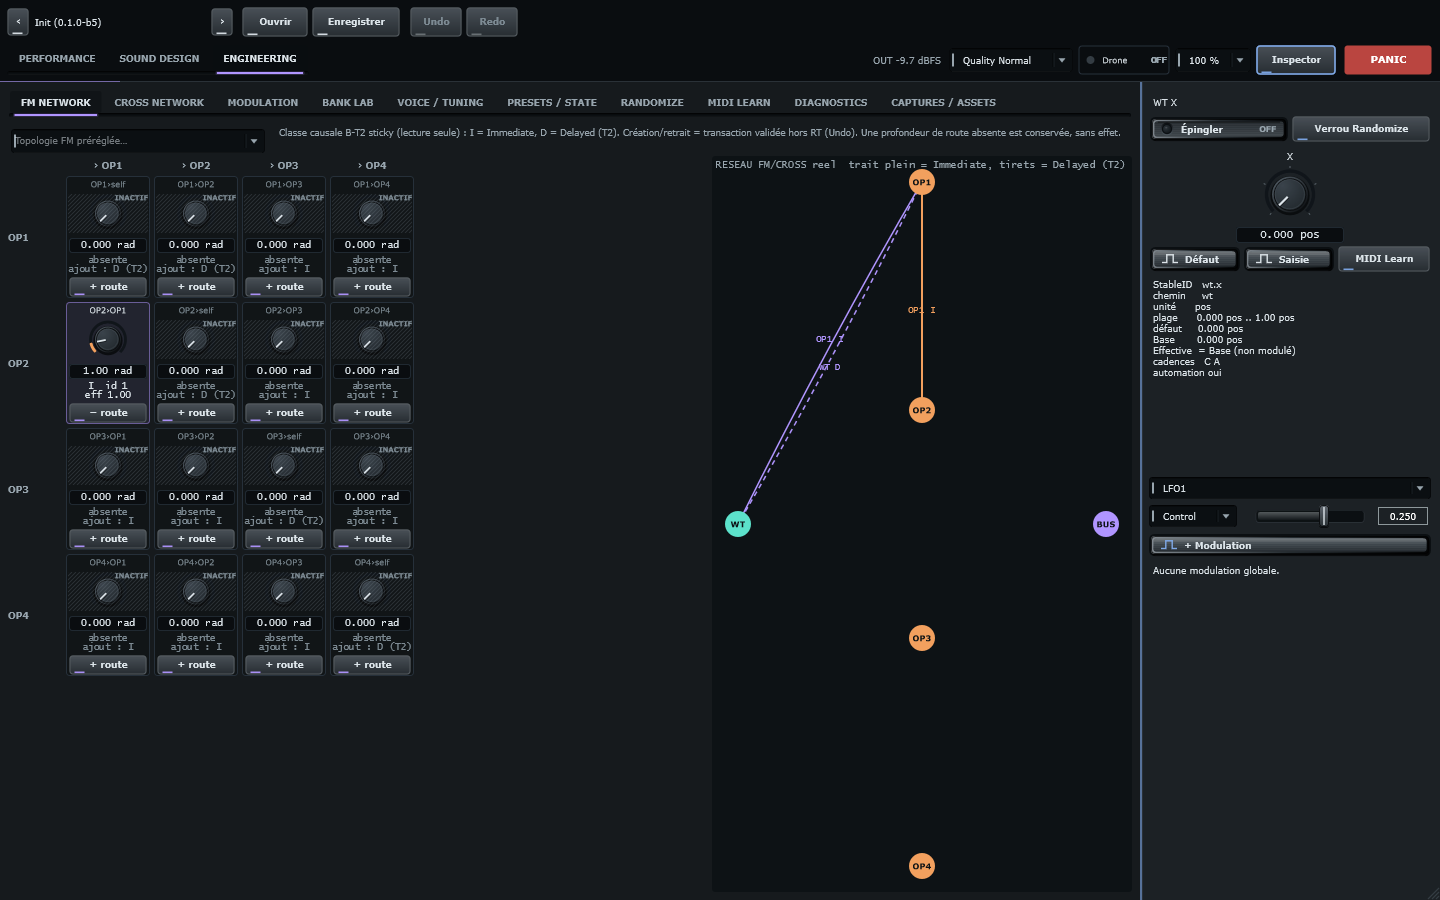 ‹ Init (0.1.0-b5) › Ouvrir Enregistrer Undo Redo
PERFORMANCE SOUND DESIGN ENGINEERING OUT -9.7 dBFS Quality Normal Drone OFF 100 % Inspector PANIC
FM NETWORK CROSS NETWORK MODULATION BANK LAB VOICE / TUNING PRESETS / STATE RANDOMIZE MIDI LEARN DIAGNOSTICS CAPTURES / ASSETS
Topologie FM préréglée... Classe causale B-T2 sticky (lecture seule) : I = Immediate, D = Delayed (T2). Création/retrait = transaction validée hors RT (Undo). Une profondeur de route absente est conservée, sans effet.
› OP1 › OP2 › OP3 › OP4
OP1›self OP1›OP2 OP1›OP3 OP1›OP4
INACTIF INACTIF INACTIF INACTIF
OP1
0.000 rad 0.000 rad 0.000 rad 0.000 rad
absente absente absente absente
ajout : D (T2) ajout : D (T2) ajout : I ajout : I
+ route + route + route + route
OP2›OP1 OP2›self OP2›OP3 OP2›OP4
INACTIF INACTIF INACTIF
OP2
1.00 rad 0.000 rad 0.000 rad 0.000 rad
I id 1 absente absente absente
eff 1.00 ajout : D (T2) ajout : I ajout : I
− route + route + route + route
OP3›OP1 OP3›OP2 OP3›self OP3›OP4
INACTIF INACTIF INACTIF INACTIF
OP3
0.000 rad 0.000 rad 0.000 rad 0.000 rad
absente absente absente absente
ajout : I ajout : I ajout : D (T2) ajout : I
+ route + route + route + route
OP4›OP1 OP4›OP2 OP4›OP3 OP4›self
INACTIF INACTIF INACTIF INACTIF
OP4
0.000 rad 0.000 rad 0.000 rad 0.000 rad
absente absente absente absente
ajout : I ajout : I ajout : I ajout : D (T2)
+ route + route + route + route
RESEAU FM/CROSS reel trait plein = Immediate, tirets = Delayed (T2)
OP1
OP1 I
OP1 I
WT D
OP2
WT
BUS
OP3
OP4
WT X
Épingler OFF Verrou Randomize
X
0.000 pos
Défaut Saisie MIDI Learn
StableID wt.x
chemin wt
unité pos
plage 0.000 pos .. 1.00 pos
défaut 0.000 pos
Base 0.000 pos
Effective = Base (non modulé)
cadences C A
automation oui
LFO1
Control 0.250
+ Modulation
Aucune modulation globale.